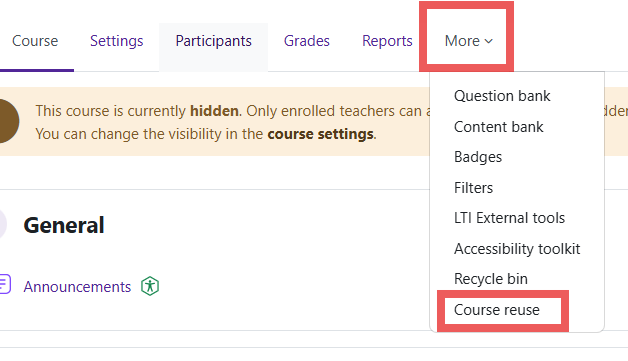 Course Settings Participants Grades Reports More
Question bank
Content bank
Badges
Filters
LTI External tools
Accessibility toolkit
Recycle bin
Course reuse
This course is currently hidden. Only enrolled teachers can
You can change the visibility in the course settings.
General
Announcements